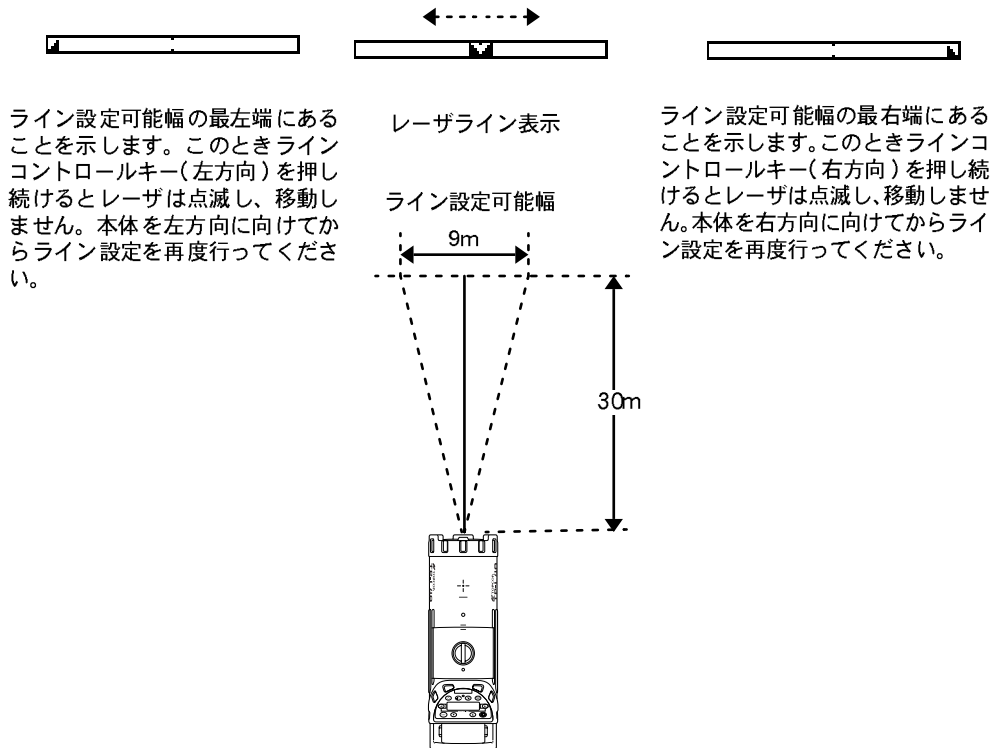 ライン設定可能幅の最左端にある
ことを示します。このときライン
コントロールキー(左方向)を押し
続けるとレーザは点滅し、移動し
ません。本体を左方向に向けてか
らライン設定を再度行ってくださ
い。
レーザライン表示
ライン設定可能幅
9m
30m
ライン設定可能幅の最右端にある
ことを示します。このときラインコ
ントロールキー(右方向)を押し続
けるとレーザは点滅し、移動しませ
ん。本体を右方向に向けてからライ
ン設定を再度行ってください。